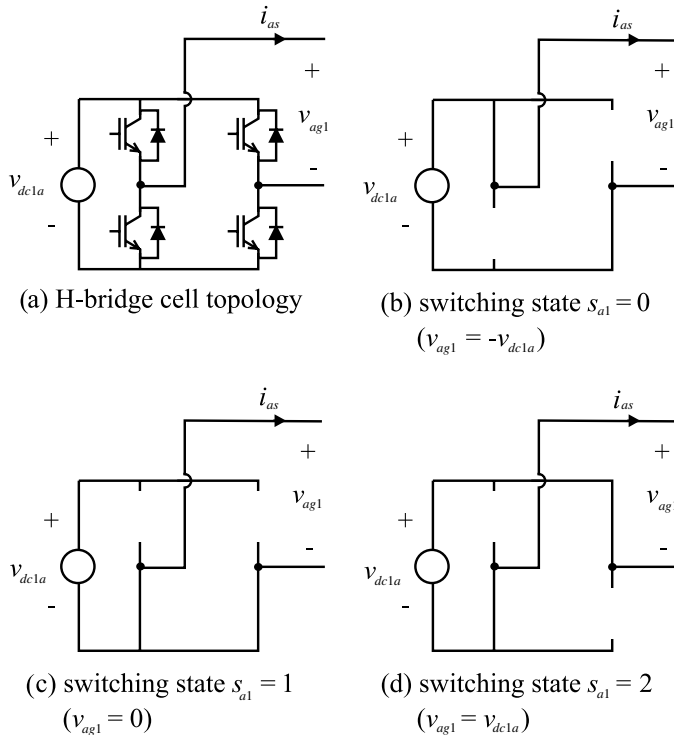 i_as
+
v_ag1
-
+
v_dc1a
-
(a) H-bridge cell topology
i_as
+
v_ag1
-
+
v_dc1a
-
(b) switching state s_a1 = 0
(v_ag1 = -v_dc1a)
i_as
+
v_ag1
-
+
v_dc1a
-
(c) switching state s_a1 = 1
(v_ag1 = 0)
i_as
+
v_ag1
-
+
v_dc1a
-
(d) switching state s_a1 = 2
(v_ag1 = v_dc1a)